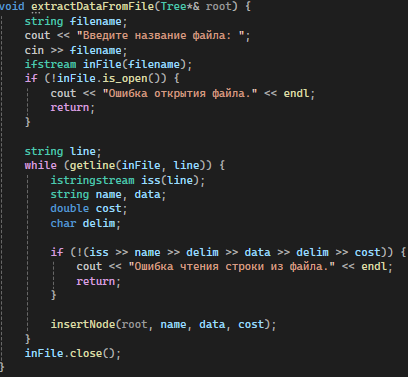 void extractDataFromFile(Tree*& root) {
    string filename;
    cout << "Введите название файла: ";
    cin >> filename;
    ifstream inFile(filename);
    if (!inFile.is_open()) {
        cout << "Ошибка открытия файла." << endl;
        return;
    }

    string line;
    while (getline(inFile, line)) {
        istringstream iss(line);
        string name, data;
        double cost;
        char delim;

        if (!(iss >> name >> delim >> data >> delim >> cost)) {
            cout << "Ошибка чтения строки из файла." << endl;
            return;
        }

        insertNode(root, name, data, cost);
    }
    inFile.close();
}